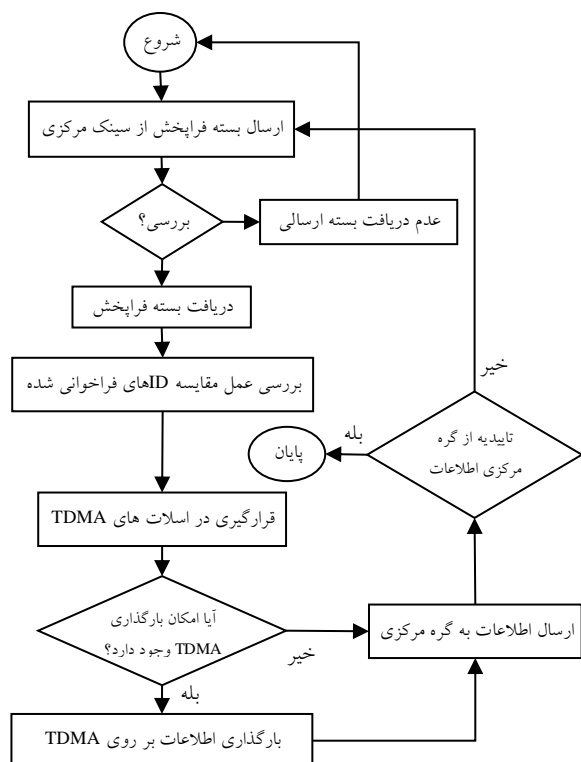 شروع
ارسال بسته فراپخش از سینک مرکزی
بررسی؟
عدم دریافت بسته ارسالی
دریافت بسته فراپخش
بررسی عمل مقایسه IDهای فراخوانی شده
خیر
تاییدیه از گره
مرکزی اطلاعات
بله
پایان
قرارگیری در اسلات های TDMA
آیا امکان بارگذاری
TDMA وجود دارد؟
خیر
ارسال اطلاعات به گره مرکزی
بله
بارگذاری اطلاعات بر روی TDMA